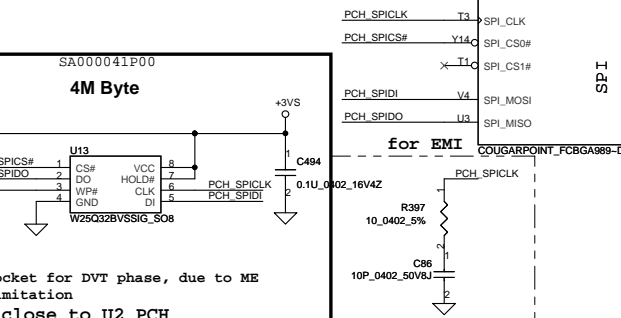 PCH_SPICLK T3 SPI_CLK
PCH_SPICS# Y14 SPI_CS0#
T1 SPI_CS1#
PCH_SPIDI V4 SPI_MOSI
PCH_SPIDO U3 SPI_MISO
SPI
COUGARPOINT_FCBGA989~D
SA000041P00
4M Byte
+3VS
U13
SPICS# 1 CS# VCC 8
SPIDO 2 DO HOLD# 7
3 WP# CLK 6 PCH_SPICLK
4 GND DI 5 PCH_SPIDI
W25Q32BVSSIG_SO8
1
C494
0.1U_0402_16V4Z
2
for EMI
PCH_SPICLK
1
R397
10_0402_5%
2
1
C86
10P_0402_50V8J
2
ocket for DVT phase, due to ME
mitation
close to U2 PCH